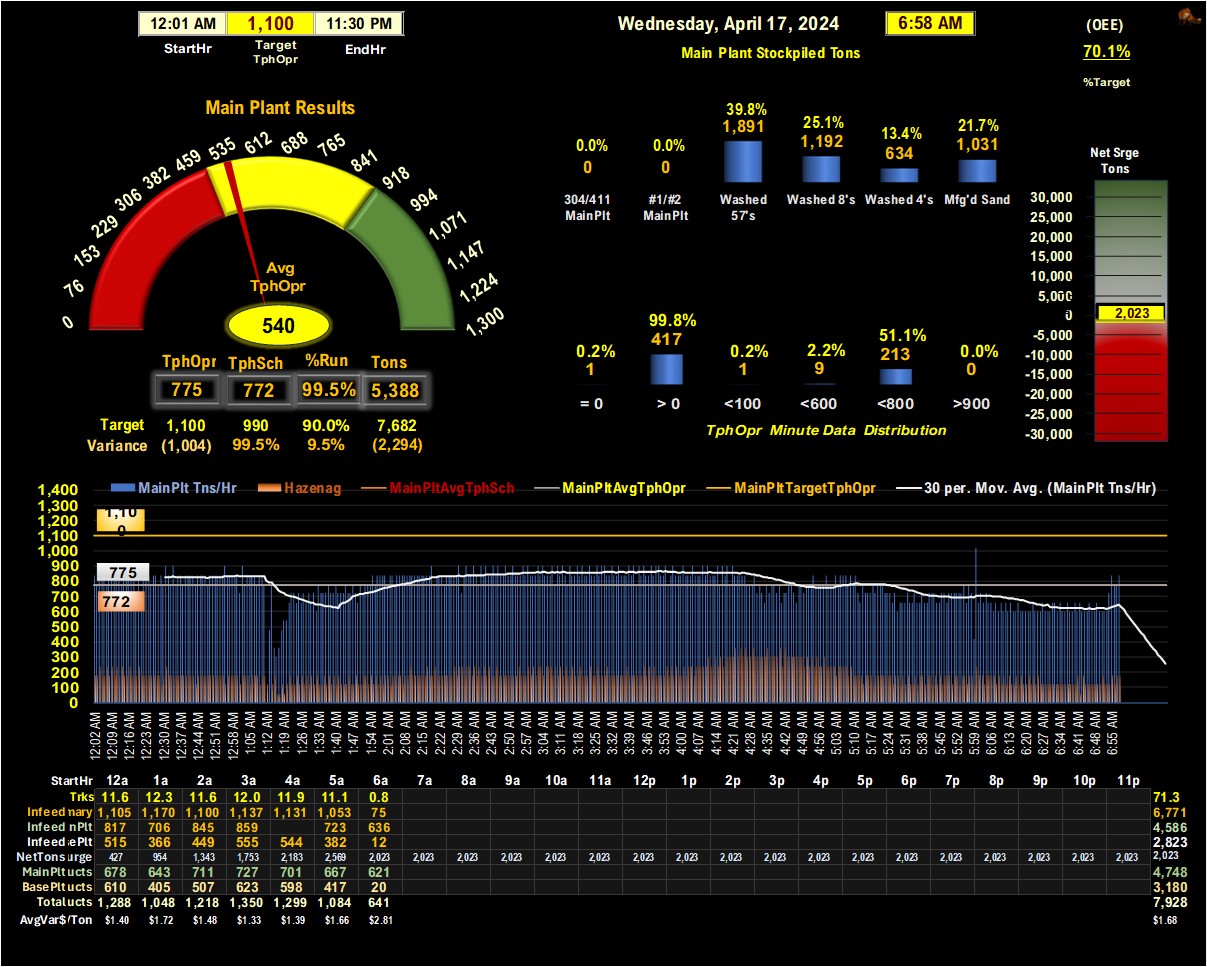 12:01 AM 1,100 11:30 PM
StartHr Target TphOpr EndHr
Wednesday, April 17, 2024 6:58 AM
Main Plant Stockpiled Tons
(OEE)
70.1%
%Target
Main Plant Results
0 76 153 229 306 382 459 535 612 688 765 841 918 994 1,071 1,147 1,224 1,300
Avg
TphOpr
540
TphOpr TphSch %Run Tons
775 772 99.5% 5,388
Target 1,100 990 90.0% 7,682
Variance (1,004) 99.5% 9.5% (2,294)
0.0% 0.0% 39.8% 25.1% 13.4% 21.7%
0 0 1,891 1,192 634 1,031
304/411 MainPlt #1/#2 MainPlt Washed 57's Washed 8's Washed 4's Mfg'd Sand
0.2% 99.8% 0.2% 2.2% 51.1% 0.0%
1 417 1 9 213 0
= 0 > 0 <100 <600 <800 >900
TphOpr Minute Data Distribution
Net Srge
Tons
30,000
25,000
20,000
15,000
10,000
5,000
0
2,023
-5,000
-10,000
-15,000
-20,000
-25,000
-30,000
MainPlt Tns/Hr Hazenag MainPltAvgTphSch MainPltAvgTphOpr MainPltTargetTphOpr 30 per. Mov. Avg. (MainPlt Tns/Hr)
1,400
1,300
1,200
1,100
1,000
900
800
700
600
500
400
300
200
100
0
1,100
775
772
12:02 AM 12:09 AM 12:16 AM 12:23 AM 12:30 AM 12:37 AM 12:44 AM 12:51 AM 12:58 AM 1:05 AM 1:12 AM 1:19 AM 1:26 AM 1:33 AM 1:40 AM 1:47 AM 1:54 AM 2:01 AM 2:08 AM 2:15 AM 2:22 AM 2:29 AM 2:36 AM 2:43 AM 2:50 AM 2:57 AM 3:04 AM 3:11 AM 3:18 AM 3:25 AM 3:32 AM 3:39 AM 3:46 AM 3:53 AM 4:00 AM 4:07 AM 4:14 AM 4:21 AM 4:28 AM 4:35 AM 4:42 AM 4:49 AM 4:56 AM 5:03 AM 5:10 AM 5:17 AM 5:24 AM 5:31 AM 5:38 AM 5:45 AM 5:52 AM 5:59 AM 6:06 AM 6:13 AM 6:20 AM 6:27 AM 6:34 AM 6:41 AM 6:48 AM 6:55 AM
StartHr 12a 1a 2a 3a 4a 5a 6a 7a 8a 9a 10a 11a 12p 1p 2p 3p 4p 5p 6p 7p 8p 9p 10p 11p
Trks 11.6 12.3 11.6 12.0 11.9 11.1 0.8 71.3
Infeed mary 1,105 1,170 1,100 1,137 1,131 1,053 75 6,771
Infeed nPlt 817 706 845 859 723 636 4,586
Infeed ePlt 515 366 449 555 544 382 12 2,823
NetTons urge 427 954 1,343 1,753 2,183 2,569 2,023 2,023 2,023 2,023 2,023 2,023 2,023 2,023 2,023 2,023 2,023 2,023 2,023 2,023 2,023 2,023 2,023 2,023 2,023
MainPlt ucts 678 643 711 727 701 667 621 4,748
BasePlt ucts 610 405 507 623 598 417 20 3,180
Total ucts 1,288 1,048 1,218 1,350 1,299 1,084 641 7,928
AvgVar$/Ton $1.40 $1.72 $1.48 $1.33 $1.39 $1.66 $2.81 $1.68